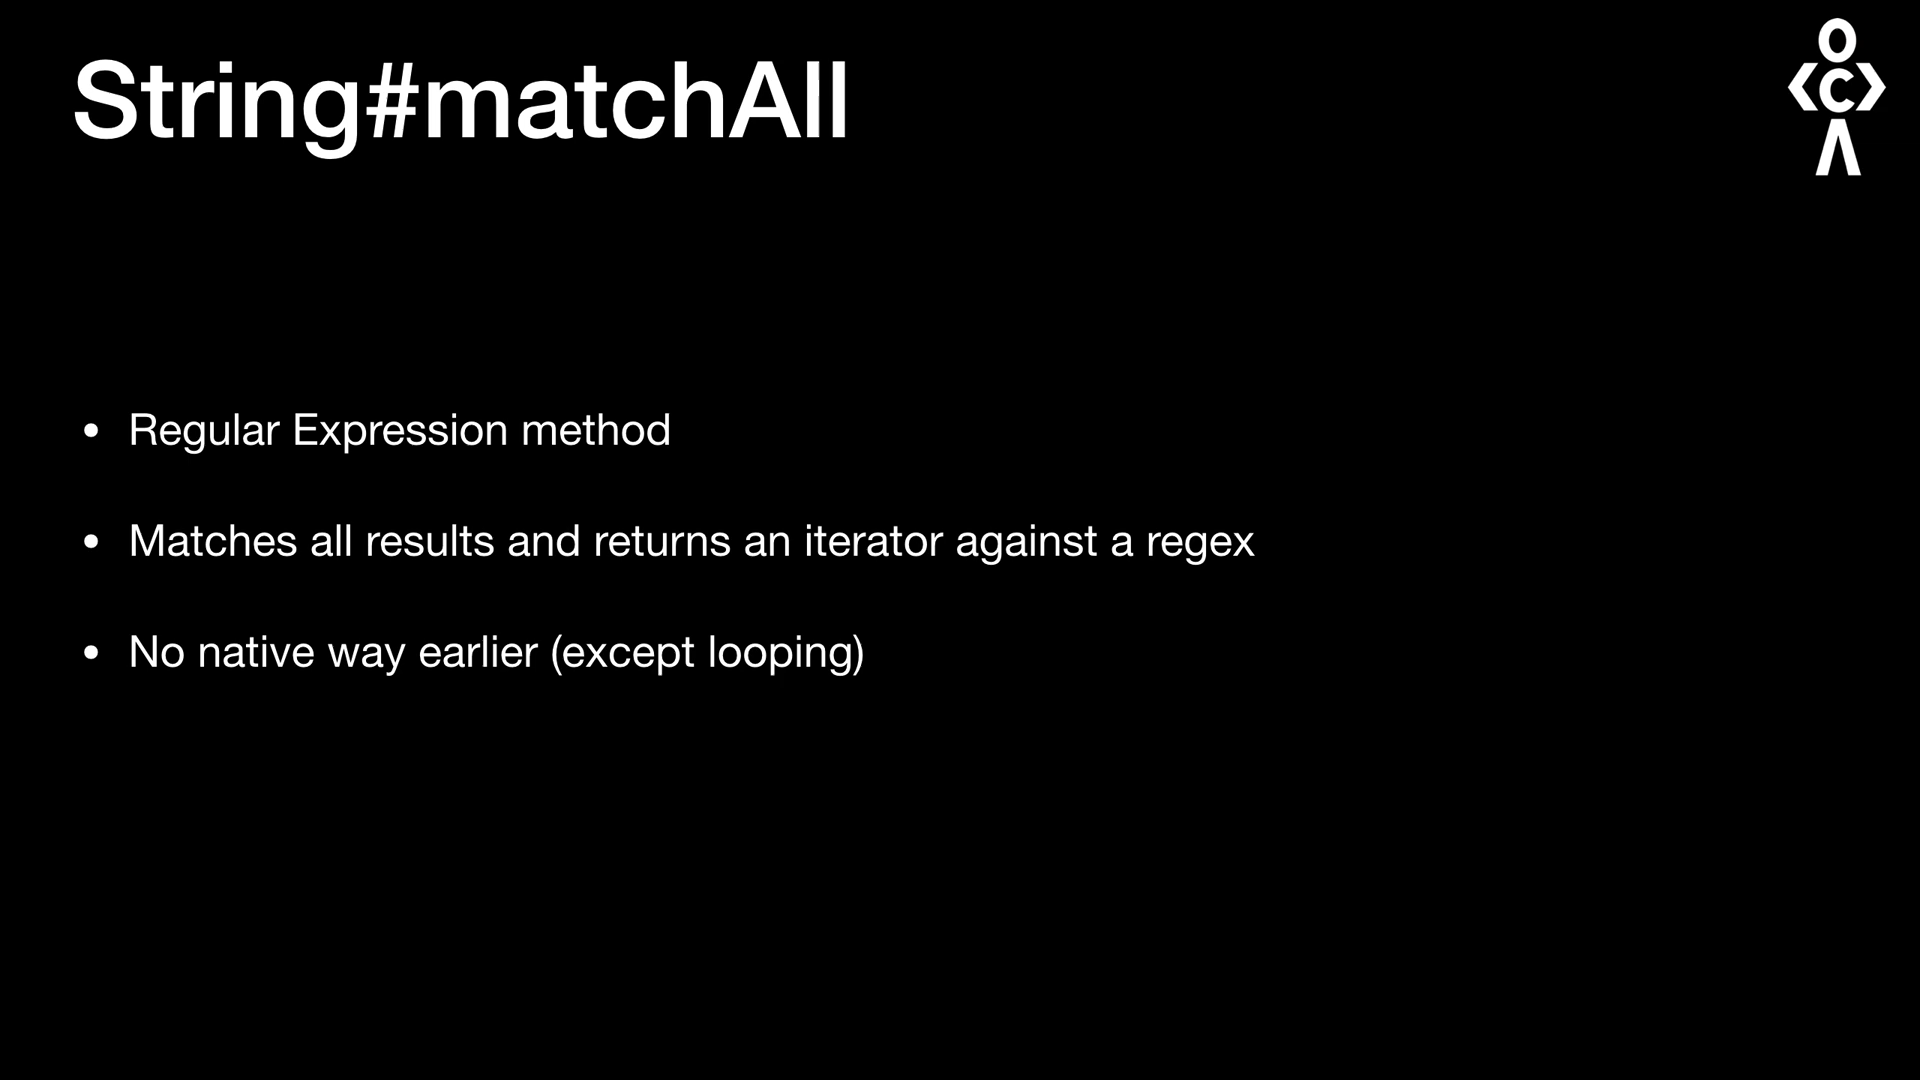 String#matchAll
O
<C>
Λ
• Regular Expression method
• Matches all results and returns an iterator against a regex
• No native way earlier (except looping)